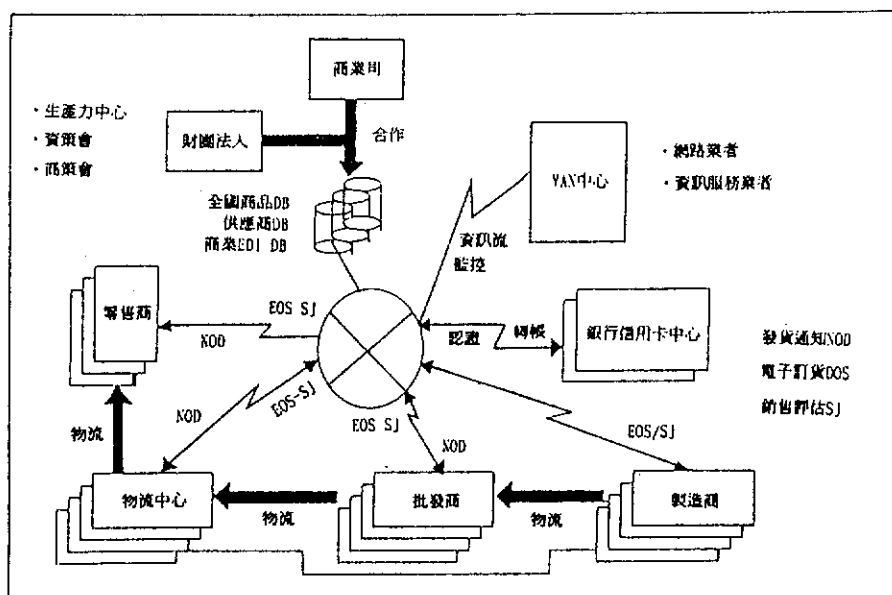 商業司
・生產力中心
・資策會
・商策會
財團法人
合作
VAN中心
・網路業者
・資訊服務業者
全國商品DB
供應商DB
商業EDI DB
資訊流
監控
零售商
EOS SJ
NOD
認證
轉帳
銀行信用卡中心
發貨通知NOD
電子訂貨DOS
銷售評估SJ
NOD
EOS-SJ
EOS SJ
NOD
EOS/SJ
物流
物流中心
物流
批發商
物流
製造商